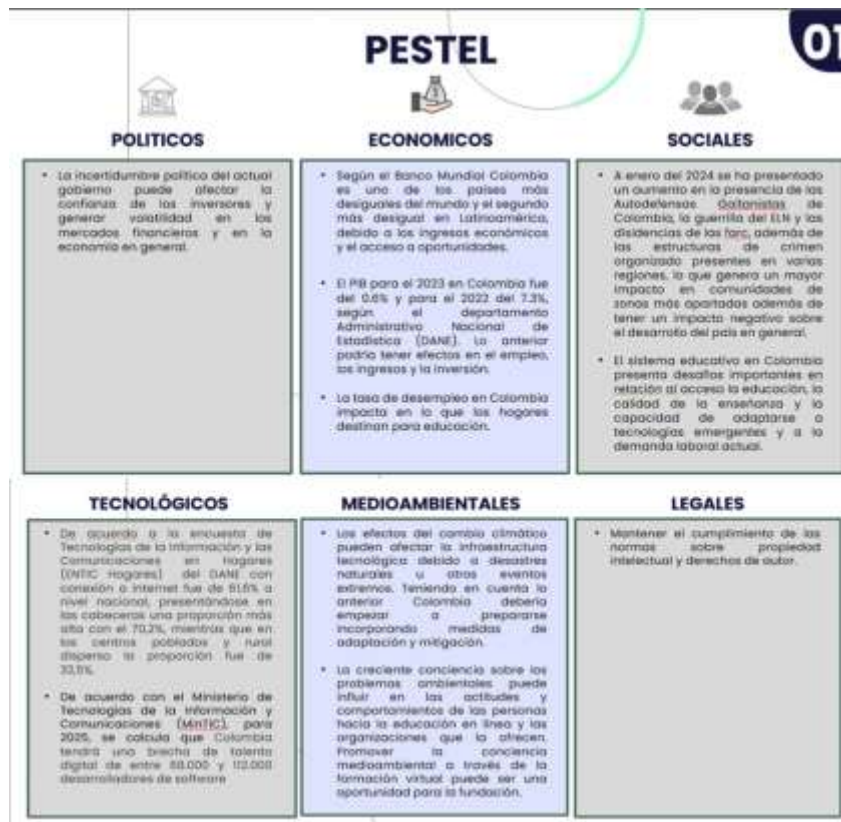 PESTEL
01
POLITICOS
La incertidumbre política del actual
gobierno puede afectar la
confianza de los inversores y
generar volatilidad en los
mercados financieros y en la
economía en general.
ECONOMICOS
Según el Banco Mundial Colombia
es uno de los países más
desiguales del mundo y el segundo
más desigual en Latinoamérica,
debido a los ingresos económicos
y el acceso a oportunidades.
El PIB para el 2023 en Colombia fue
del 0.6% y para el 2022 del 7.3%,
según el departamento
Administrativo Nacional de
Estadística (DANE). Lo anterior
podría tener efectos en el empleo,
los ingresos y la inversión.
La tasa de desempleo en Colombia
impacta en lo que los hogares
destinan para educación.
SOCIALES
A enero del 2024 se ha presentado
un aumento en la presencia de las
Autodefensas Gaitanistas de
Colombia, la guerrilla del ELN y las
disidencias de las farc, además de
las estructuras de crimen
organizado presentes en varias
regiones, lo que genera un mayor
impacto en comunidades de
zonas más apartadas además de
tener un impacto negativo sobre
el desarrollo del país en general.
El sistema educativo en Colombia
presenta desafíos importantes en
relación al acceso la educación, la
calidad de la enseñanza y la
capacidad de adaptarse a
tecnologías emergentes y a la
demanda laboral actual.
TECNOLÓGICOS
De acuerdo a la encuesta de
Tecnologías de la Información y las
Comunicaciones en Hogares
(ENTIC Hogares) del DANE con
conexión a internet fue de 61,6% a
nivel nacional, presentándose en
las cabeceras una proporción más
alta con el 70,2%, mientras que en
los centros poblados y rural
disperso la proporción fue de
De acuerdo con el Ministerio de
Tecnologías de la Información y
Comunicaciones (MinTIC), para
2025, se calcula que Colombia
tendrá una brecha de talento
digital de entre 68.000 y 112.000
desarrolladores de software
MEDIOAMBIENTALES
Los efectos del cambio climático
pueden afectar la infraestructura
tecnológica debido a desastres
naturales u otros eventos
extremos. Teniendo en cuenta lo
anterior Colombia debería
empezar a prepararse
incorporando medidas de
adaptación y mitigación.
La creciente conciencia sobre los
problemas ambientales puede
influir en las actitudes y
comportamientos de las personas
hacia la educación en línea y las
organizaciones que la ofrecen.
Promover la conciencia
medioambiental a través de la
formación virtual puede ser una
oportunidad para la fundación.
LEGALES
Mantener el cumplimiento de las
normas sobre propiedad
intelectual y derechos de autor.